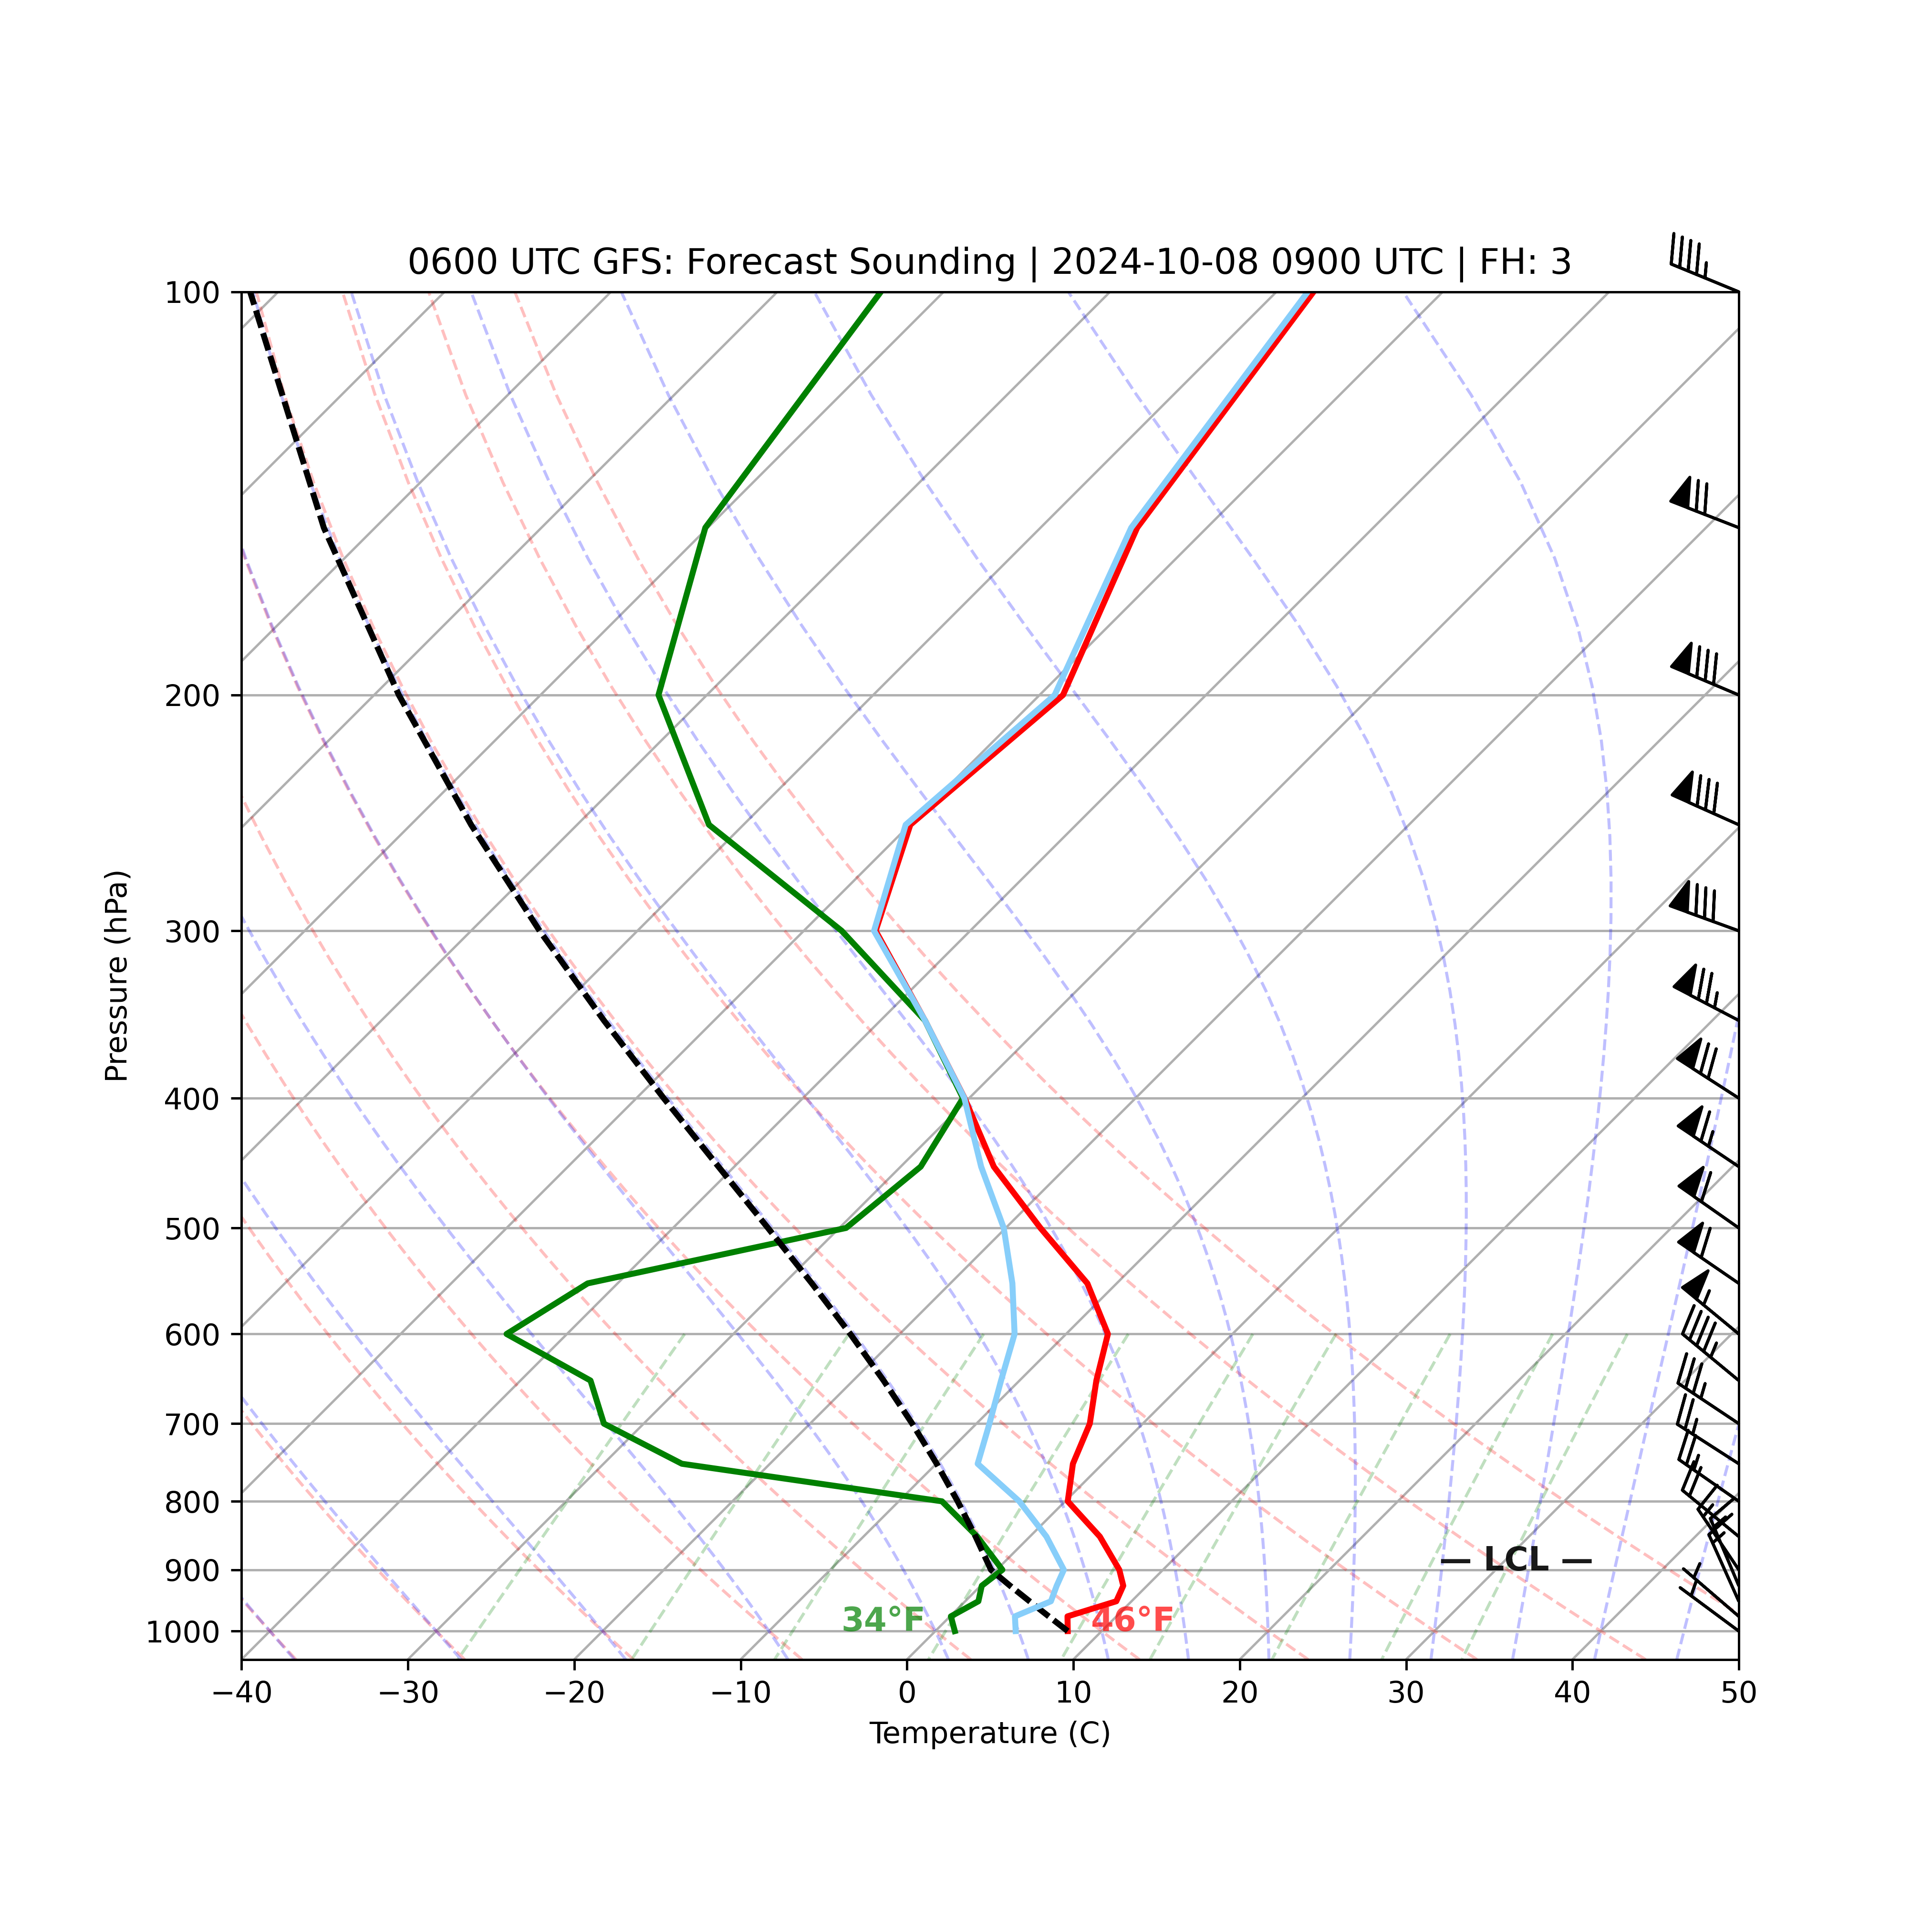 0600 UTC GFS: Forecast Sounding | 2024-10-08 0900 UTC | FH: 3
100
200
300
400
500
600
700
800
900
1000
Pressure (hPa)
— LCL —
34°F
46°F
−40 −30 −20 −10 0 10 20 30 40 50
Temperature (C)